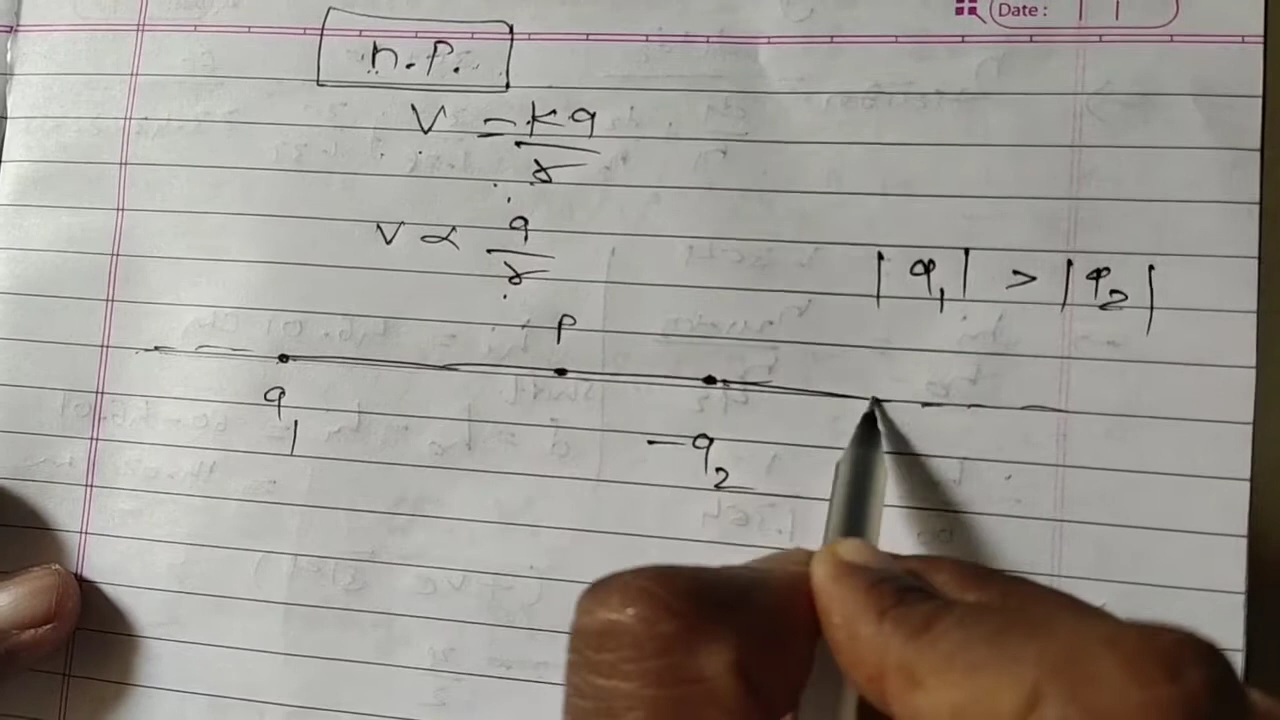 Date :
n.p.
V = kq/r
V ∝ q/r
|q₁| > |q₂|
P
q₁
-q₂